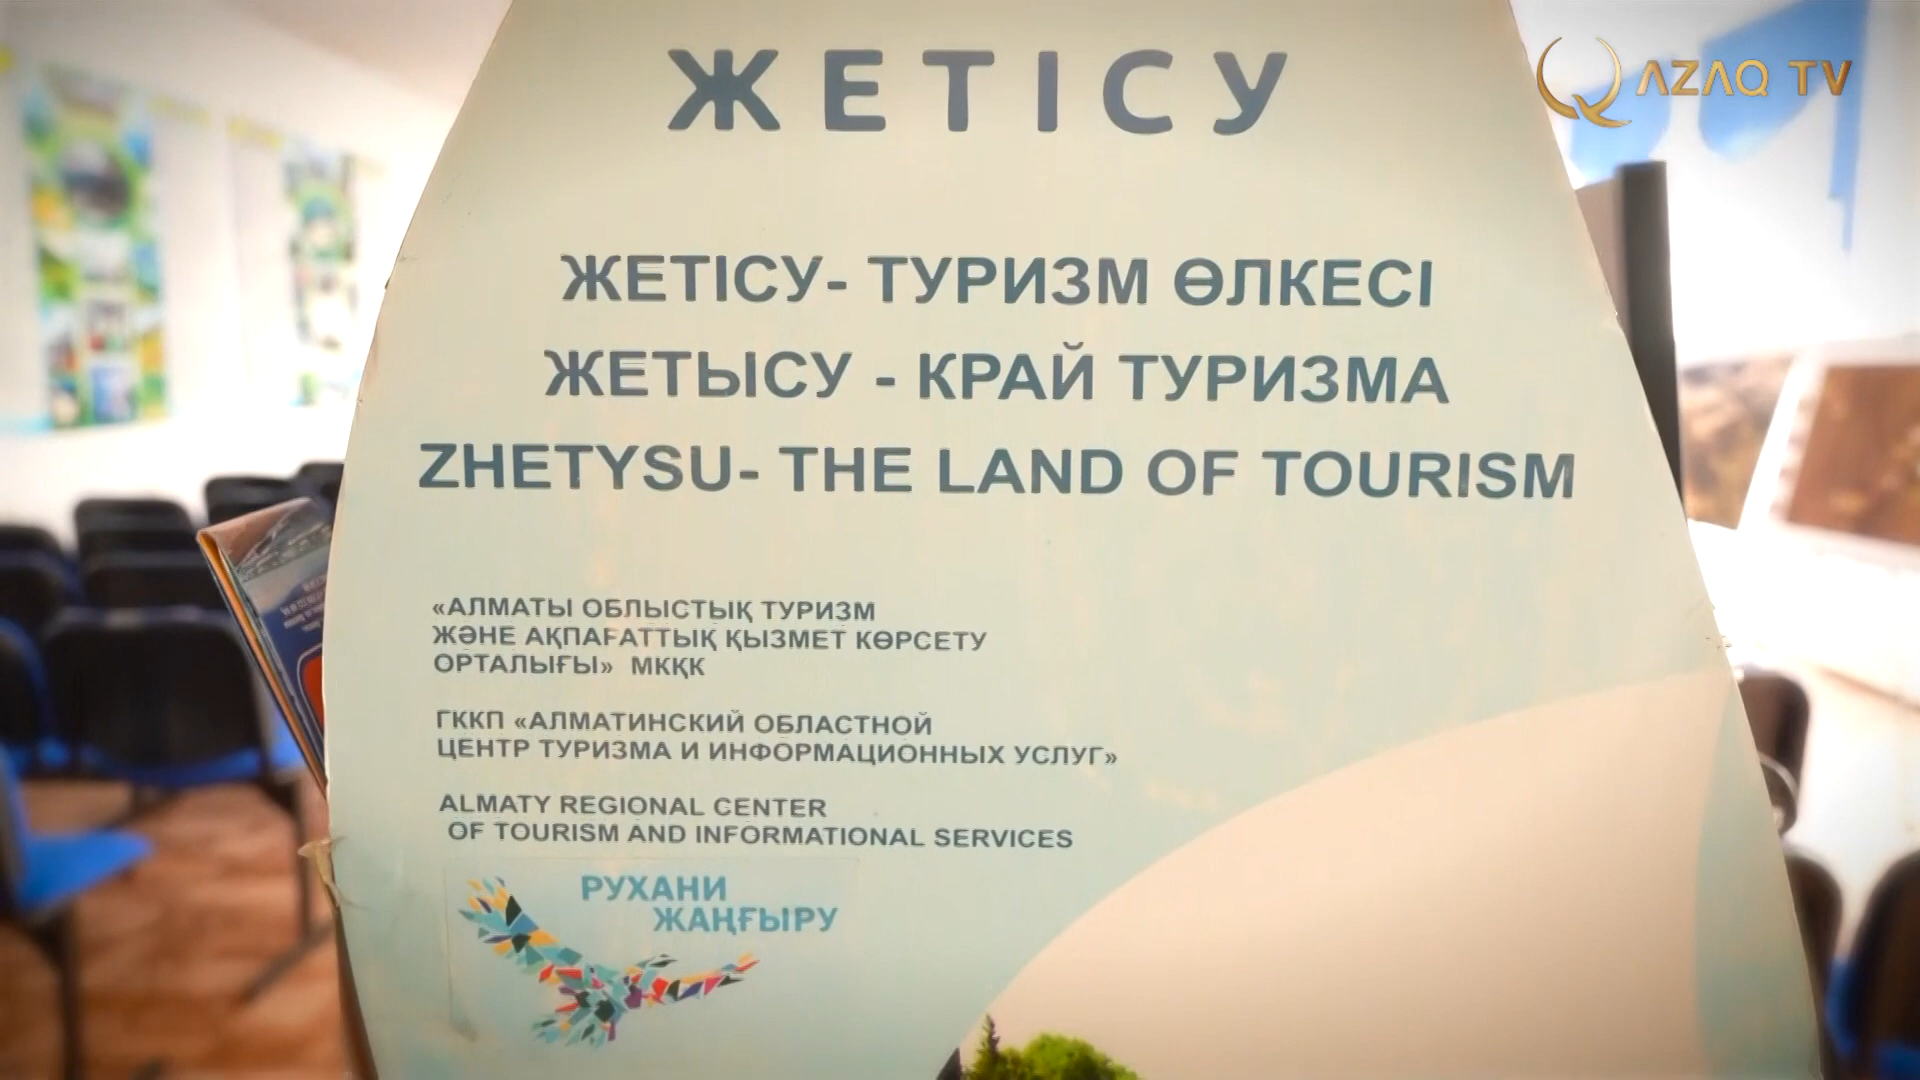 ЖЕТІСУ
QAZAQ TV
ЖЕТІСУ- ТУРИЗМ ӨЛКЕСІ
ЖЕТЫСУ - КРАЙ ТУРИЗМА
ZHETYSU- THE LAND OF TOURISM
«АЛМАТЫ ОБЛЫСТЫҚ ТУРИЗМ
ЖӘНЕ АҚПАҒАТТЫҚ ҚЫЗМЕТ КӨРСЕТУ
ОРТАЛЫҒЫ» МКҚК
ГККП «АЛМАТИНСКИЙ ОБЛАСТНОЙ
ЦЕНТР ТУРИЗМА И ИНФОРМАЦИОННЫХ УСЛУГ»
ALMATY REGIONAL CENTER
OF TOURISM AND INFORMATIONAL SERVICES
РУХАНИ
ЖАҢҒЫРУ